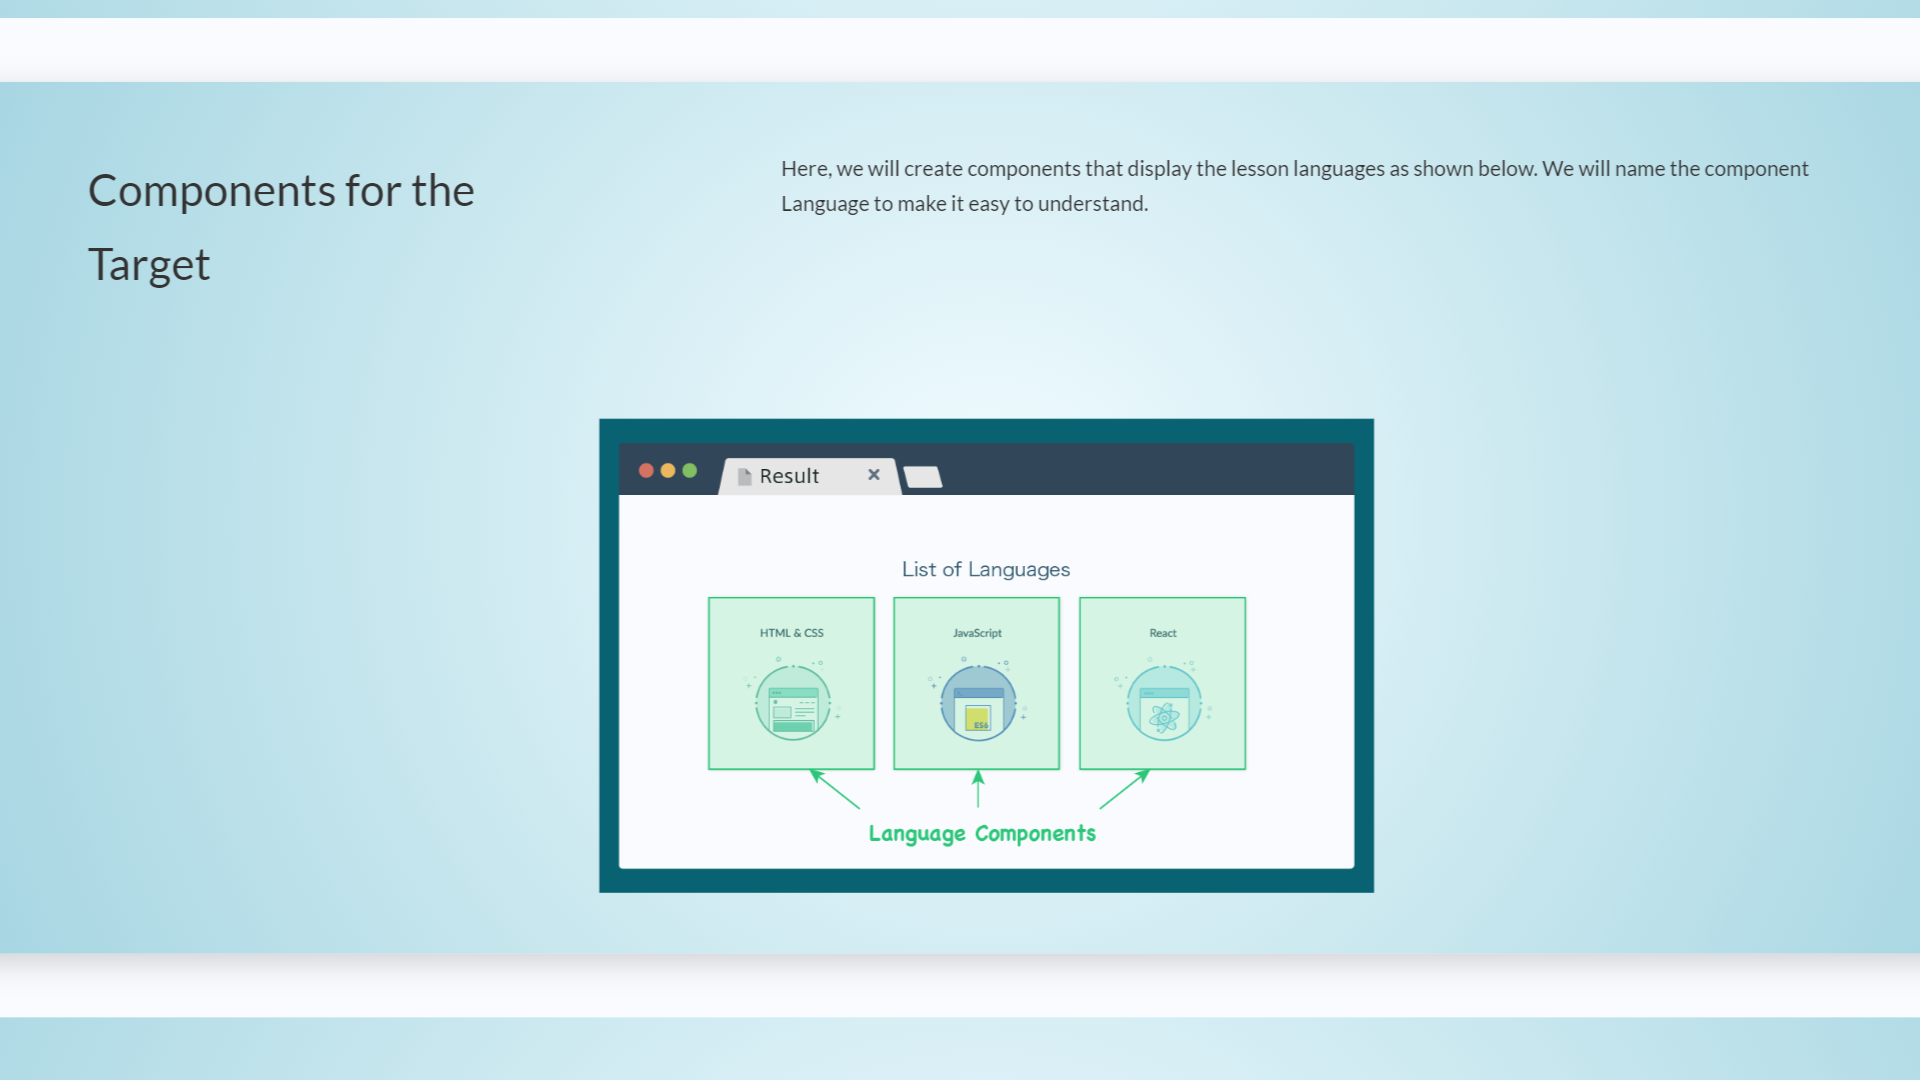 Components for the
Target
Here, we will create components that display the lesson languages as shown below. We will name the component
Language to make it easy to understand.
Result
List of Languages
HTML & CSS
JavaScript
React
ES6
Language Components